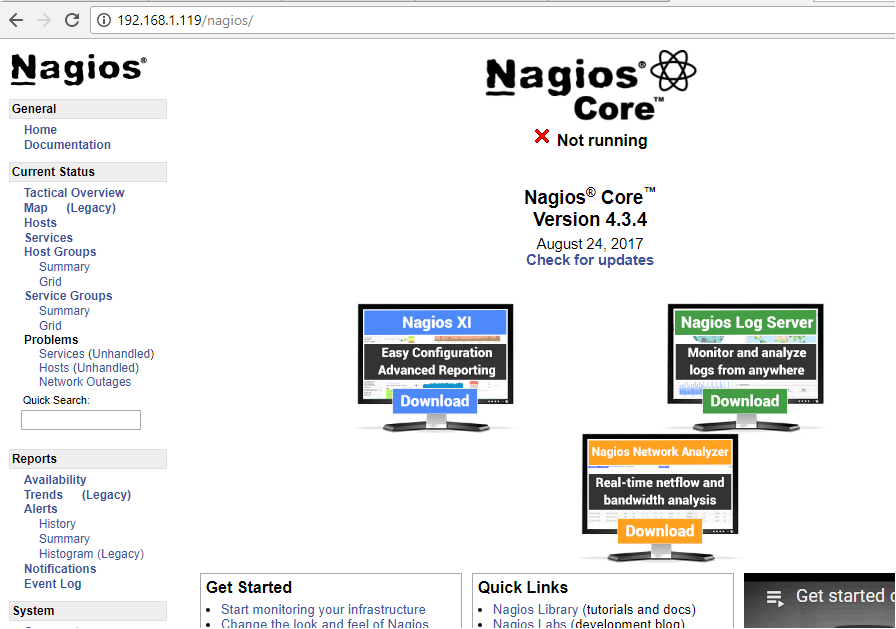 192.168.1.119/nagios/
Nagios®
General
Home
Documentation
Current Status
Tactical Overview
Map (Legacy)
Hosts
Services
Host Groups
Summary
Grid
Service Groups
Summary
Grid
Problems
Services (Unhandled)
Hosts (Unhandled)
Network Outages
Quick Search:
Reports
Availability
Trends (Legacy)
Alerts
History
Summary
Histogram (Legacy)
Notifications
Event Log
System
Nagios®
Core™
Not running
Nagios® Core™
Version 4.3.4
August 24, 2017
Check for updates
Nagios XI
Easy Configuration
Advanced Reporting
Download
Nagios Log Server
Monitor and analyze
logs from anywhere
Download
Nagios Network Analyzer
Real-time netflow and
bandwidth analysis
Download
Get Started
• Start monitoring your infrastructure
• Change the look and feel of Nagios
Quick Links
• Nagios Library (tutorials and docs)
• Nagios Labs (development blog)
Get started